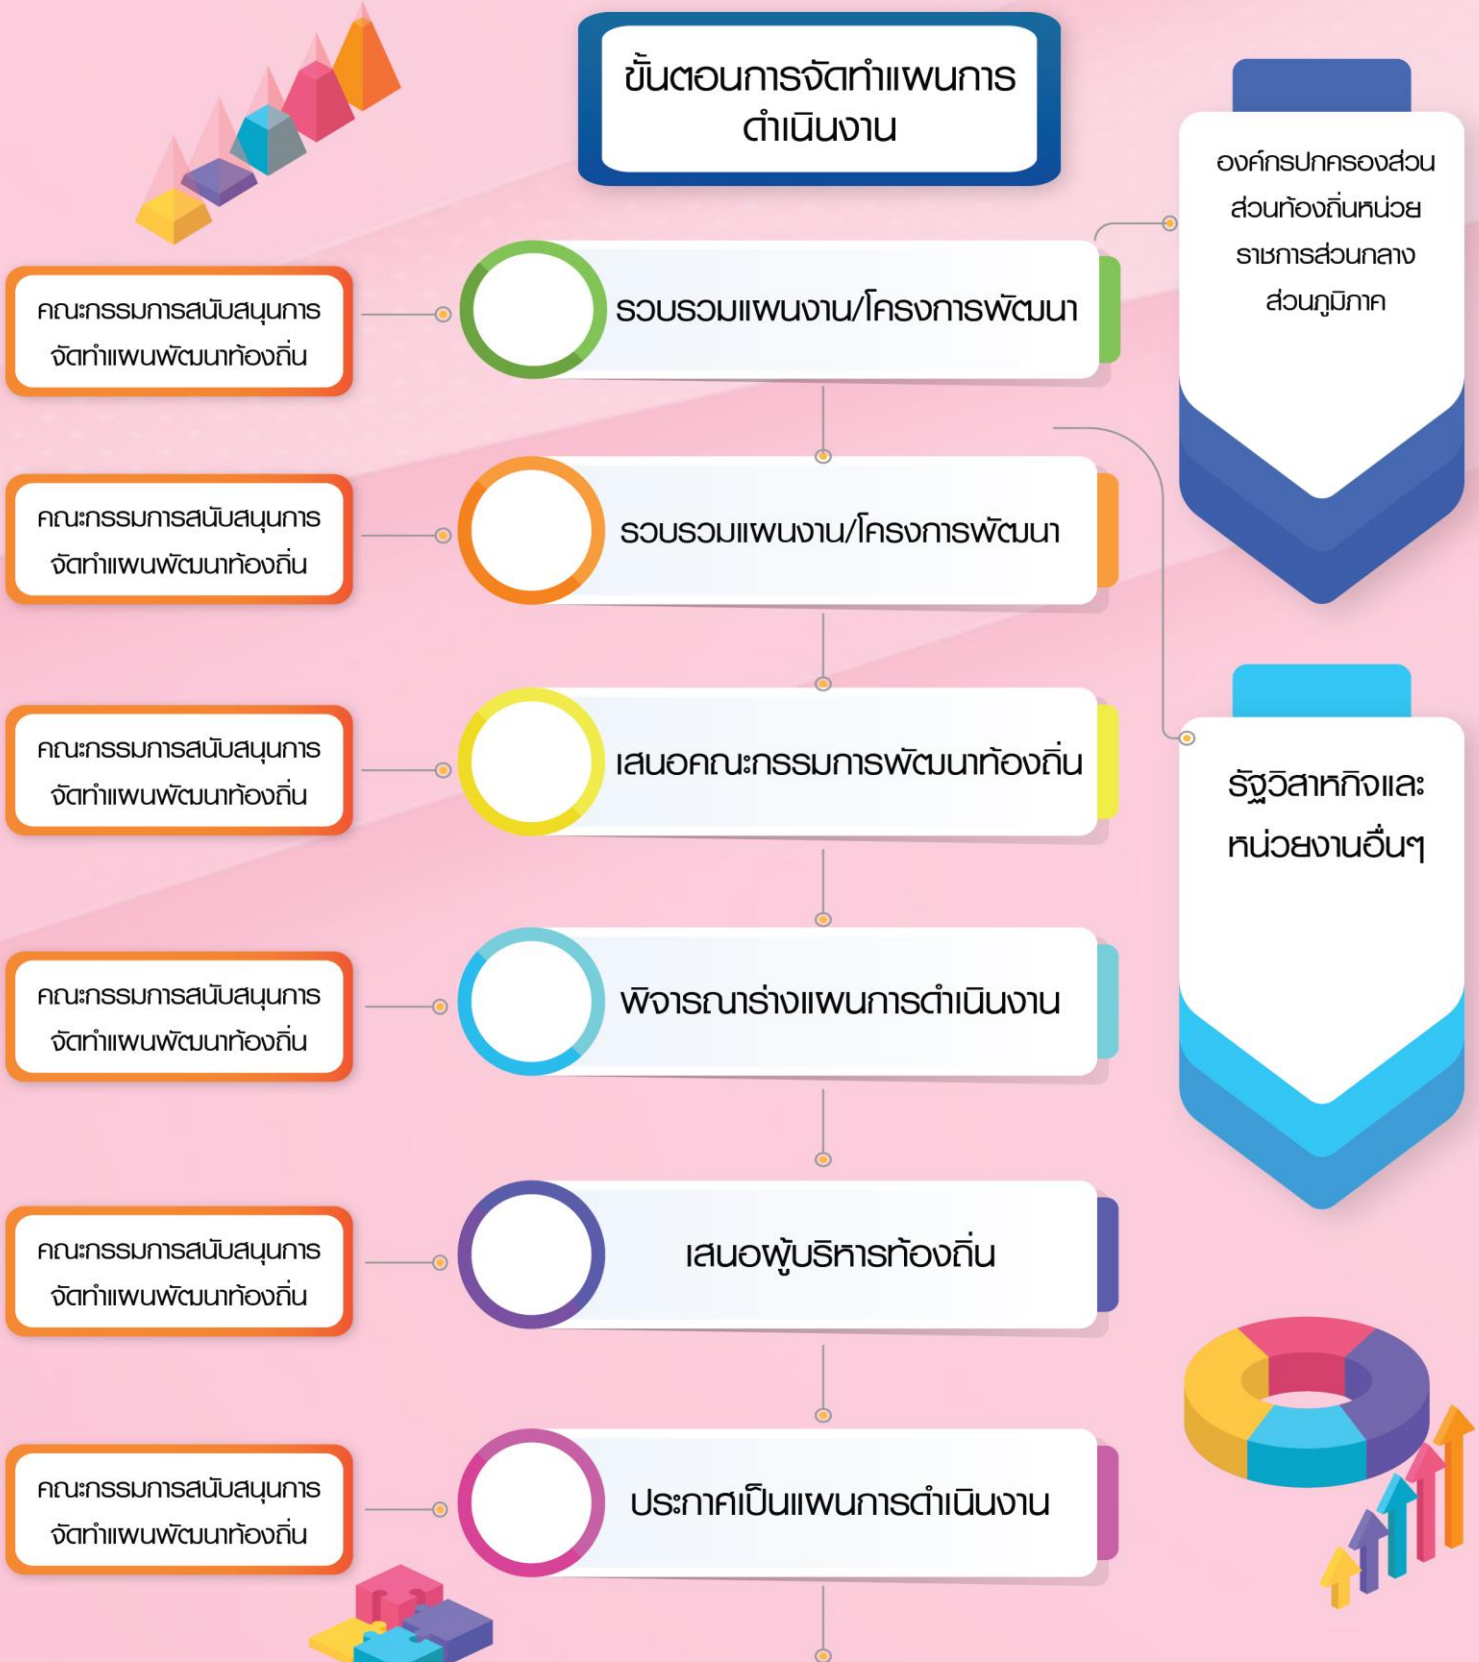 ขั้นตอนการจัดทำแผนการ
ดำเนินงาน
องค์กรปกครองส่วน
ส่วนท้องถิ่นหน่วย
ราชการส่วนกลาง
ส่วนภูมิภาค
คณะกรรมการสนับสนุนการ
จัดทำแผนพัฒนาท้องถิ่น
รวบรวมแผนงาน/โครงการพัฒนา
คณะกรรมการสนับสนุนการ
จัดทำแผนพัฒนาท้องถิ่น
รวบรวมแผนงาน/โครงการพัฒนา
คณะกรรมการสนับสนุนการ
จัดทำแผนพัฒนาท้องถิ่น
เสนอคณะกรรมการพัฒนาท้องถิ่น
รัฐวิสาหกิจและ
หน่วยงานอื่นๆ
คณะกรรมการสนับสนุนการ
จัดทำแผนพัฒนาท้องถิ่น
พิจารณาร่างแผนการดำเนินงาน
คณะกรรมการสนับสนุนการ
จัดทำแผนพัฒนาท้องถิ่น
เสนอผู้บริหารท้องถิ่น
คณะกรรมการสนับสนุนการ
จัดทำแผนพัฒนาท้องถิ่น
ประกาศเป็นแผนการดำเนินงาน